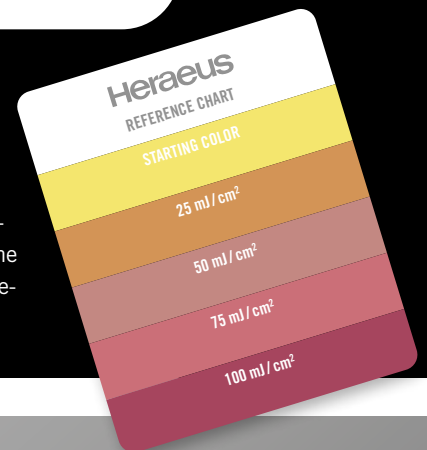 Heraeus
REFERENCE CHART
STARTING COLOR
25 mJ/cm²
50 mJ/cm²
75 mJ/cm²
100 mJ/cm²